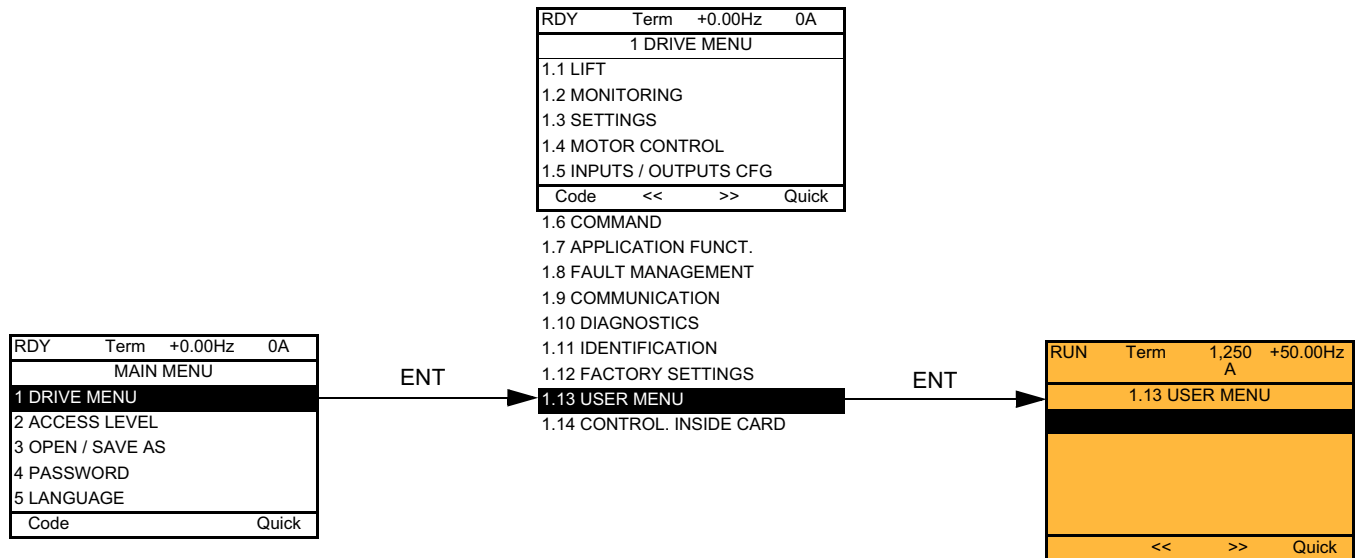 RDY Term +0.00Hz 0A
1 DRIVE MENU
1.1 LIFT
1.2 MONITORING
1.3 SETTINGS
1.4 MOTOR CONTROL
1.5 INPUTS / OUTPUTS CFG
Code << >> Quick
1.6 COMMAND
1.7 APPLICATION FUNCT.
1.8 FAULT MANAGEMENT
1.9 COMMUNICATION
1.10 DIAGNOSTICS
1.11 IDENTIFICATION
1.12 FACTORY SETTINGS
1.13 USER MENU
1.14 CONTROL. INSIDE CARD
RDY Term +0.00Hz 0A
MAIN MENU
1 DRIVE MENU
2 ACCESS LEVEL
3 OPEN / SAVE AS
4 PASSWORD
5 LANGUAGE
Code Quick
ENT
ENT
RUN Term 1,250 +50.00Hz
A
1.13 USER MENU
<< >> Quick